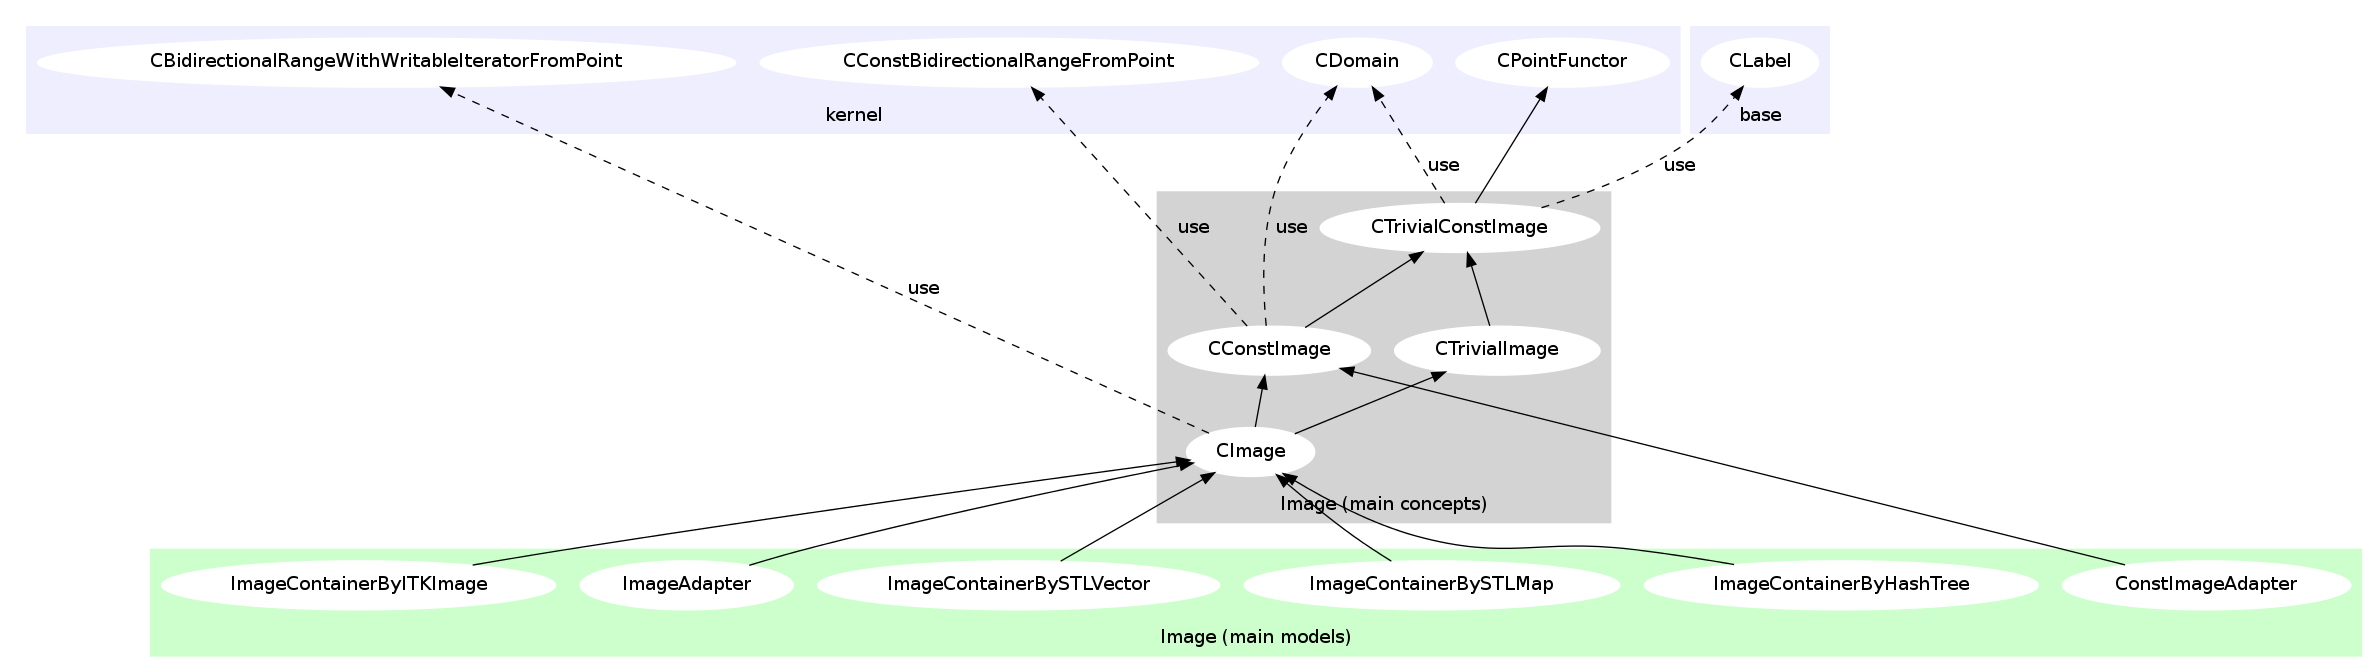 CBidirectionalRangeWithWritableIteratorFromPoint
CConstBidirectionalRangeFromPoint
CDomain
CPointFunctor
CLabel
kernel
base
use
use
CTrivialConstImage
use
use
use
CConstImage
CTrivialImage
CImage
Image (main concepts)
ImageContainerByITKImage
ImageAdapter
ImageContainerBySTLVector
ImageContainerBySTLMap
ImageContainerByHashTree
ConstImageAdapter
Image (main models)